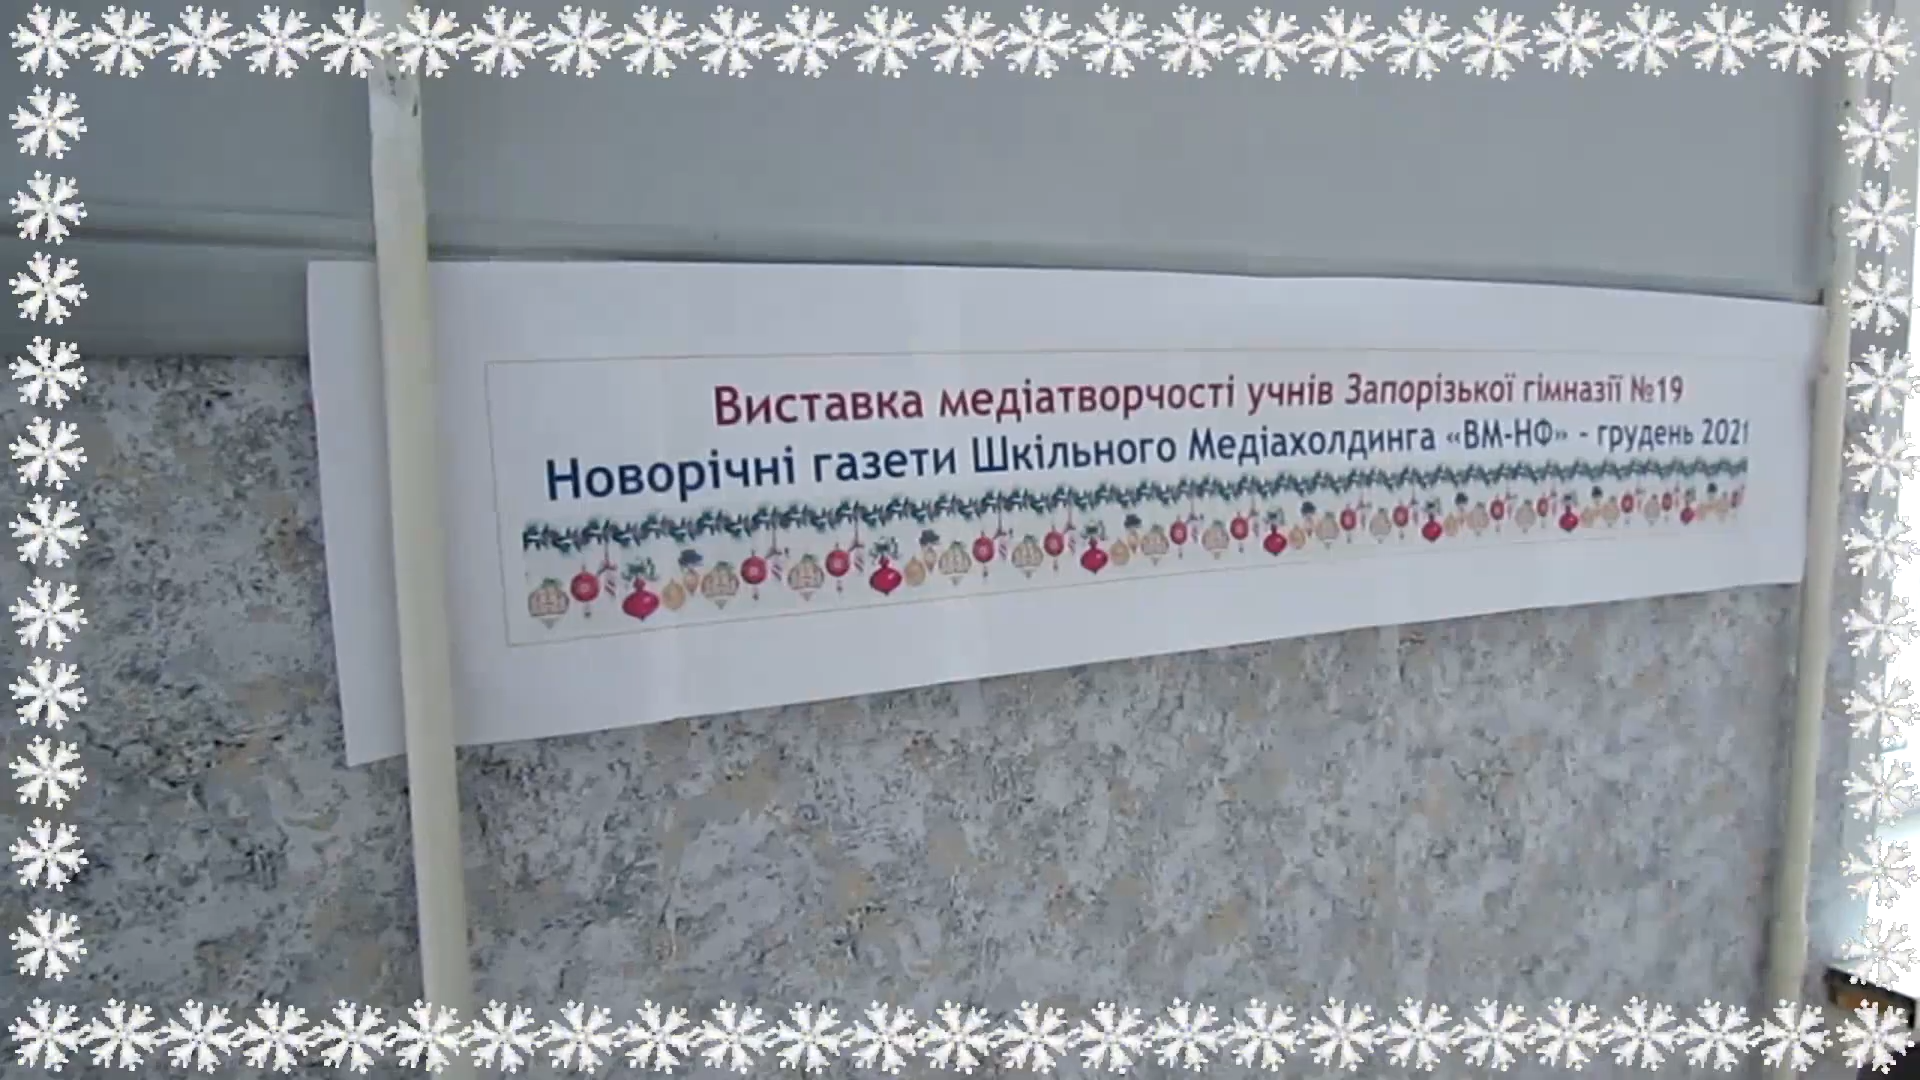 Виставка медіатворчості учнів Запорізької гімназії №19
Новорічні газети Шкільного Медіахолдинга «ВМ-НФ» - грудень 2021